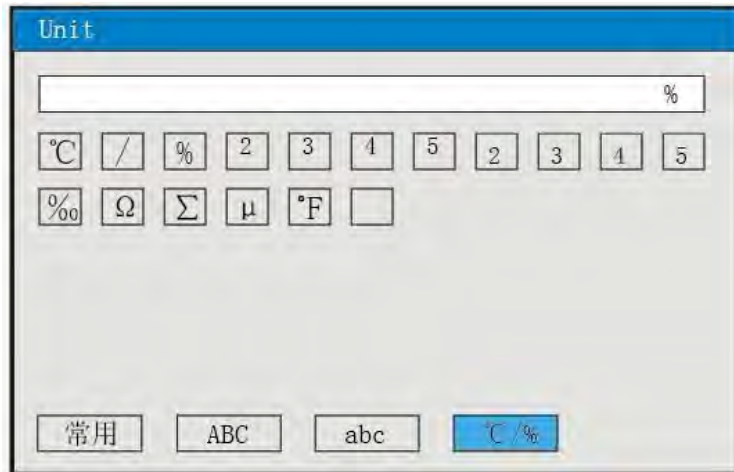 Unit
%
℃ / % ² ³ ⁴ ⁵ ₂ ₃ ₄ ₅
‰ Ω Σ μ ℉
常用 ABC abc ℃/%